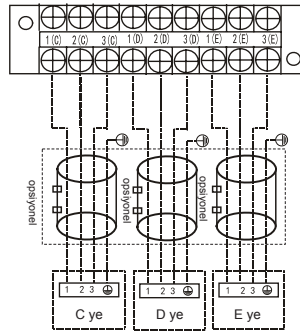 1 (C) 2 (C) 3 (C) 1 (D) 2 (D) 3 (D) 1 (E) 2 (E) 3 (E)
opsiyonel opsiyonel opsiyonel
1 2 3 1 2 3 1 2 3
C ye D ye E ye